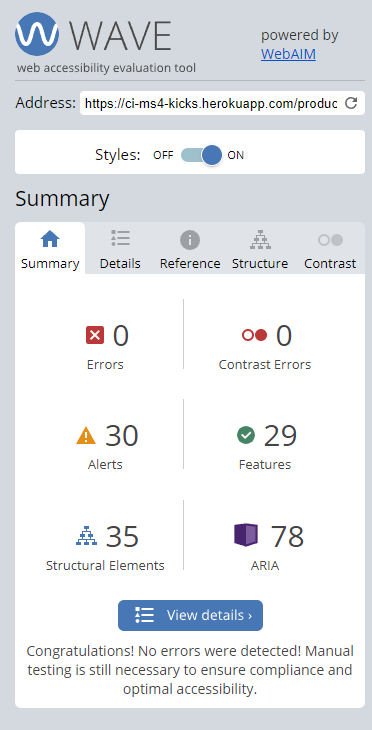 WAVE
web accessibility evaluation tool
powered by
WebAIM
Address: https://ci-ms4-kicks.herokuapp.com/produc
Styles: OFF ON
Summary
Summary Details Reference Structure Contrast
0 0
Errors Contrast Errors
30 29
Alerts Features
35 78
Structural Elements ARIA
View details ›
Congratulations! No errors were detected! Manual
testing is still necessary to ensure compliance and
optimal accessibility.